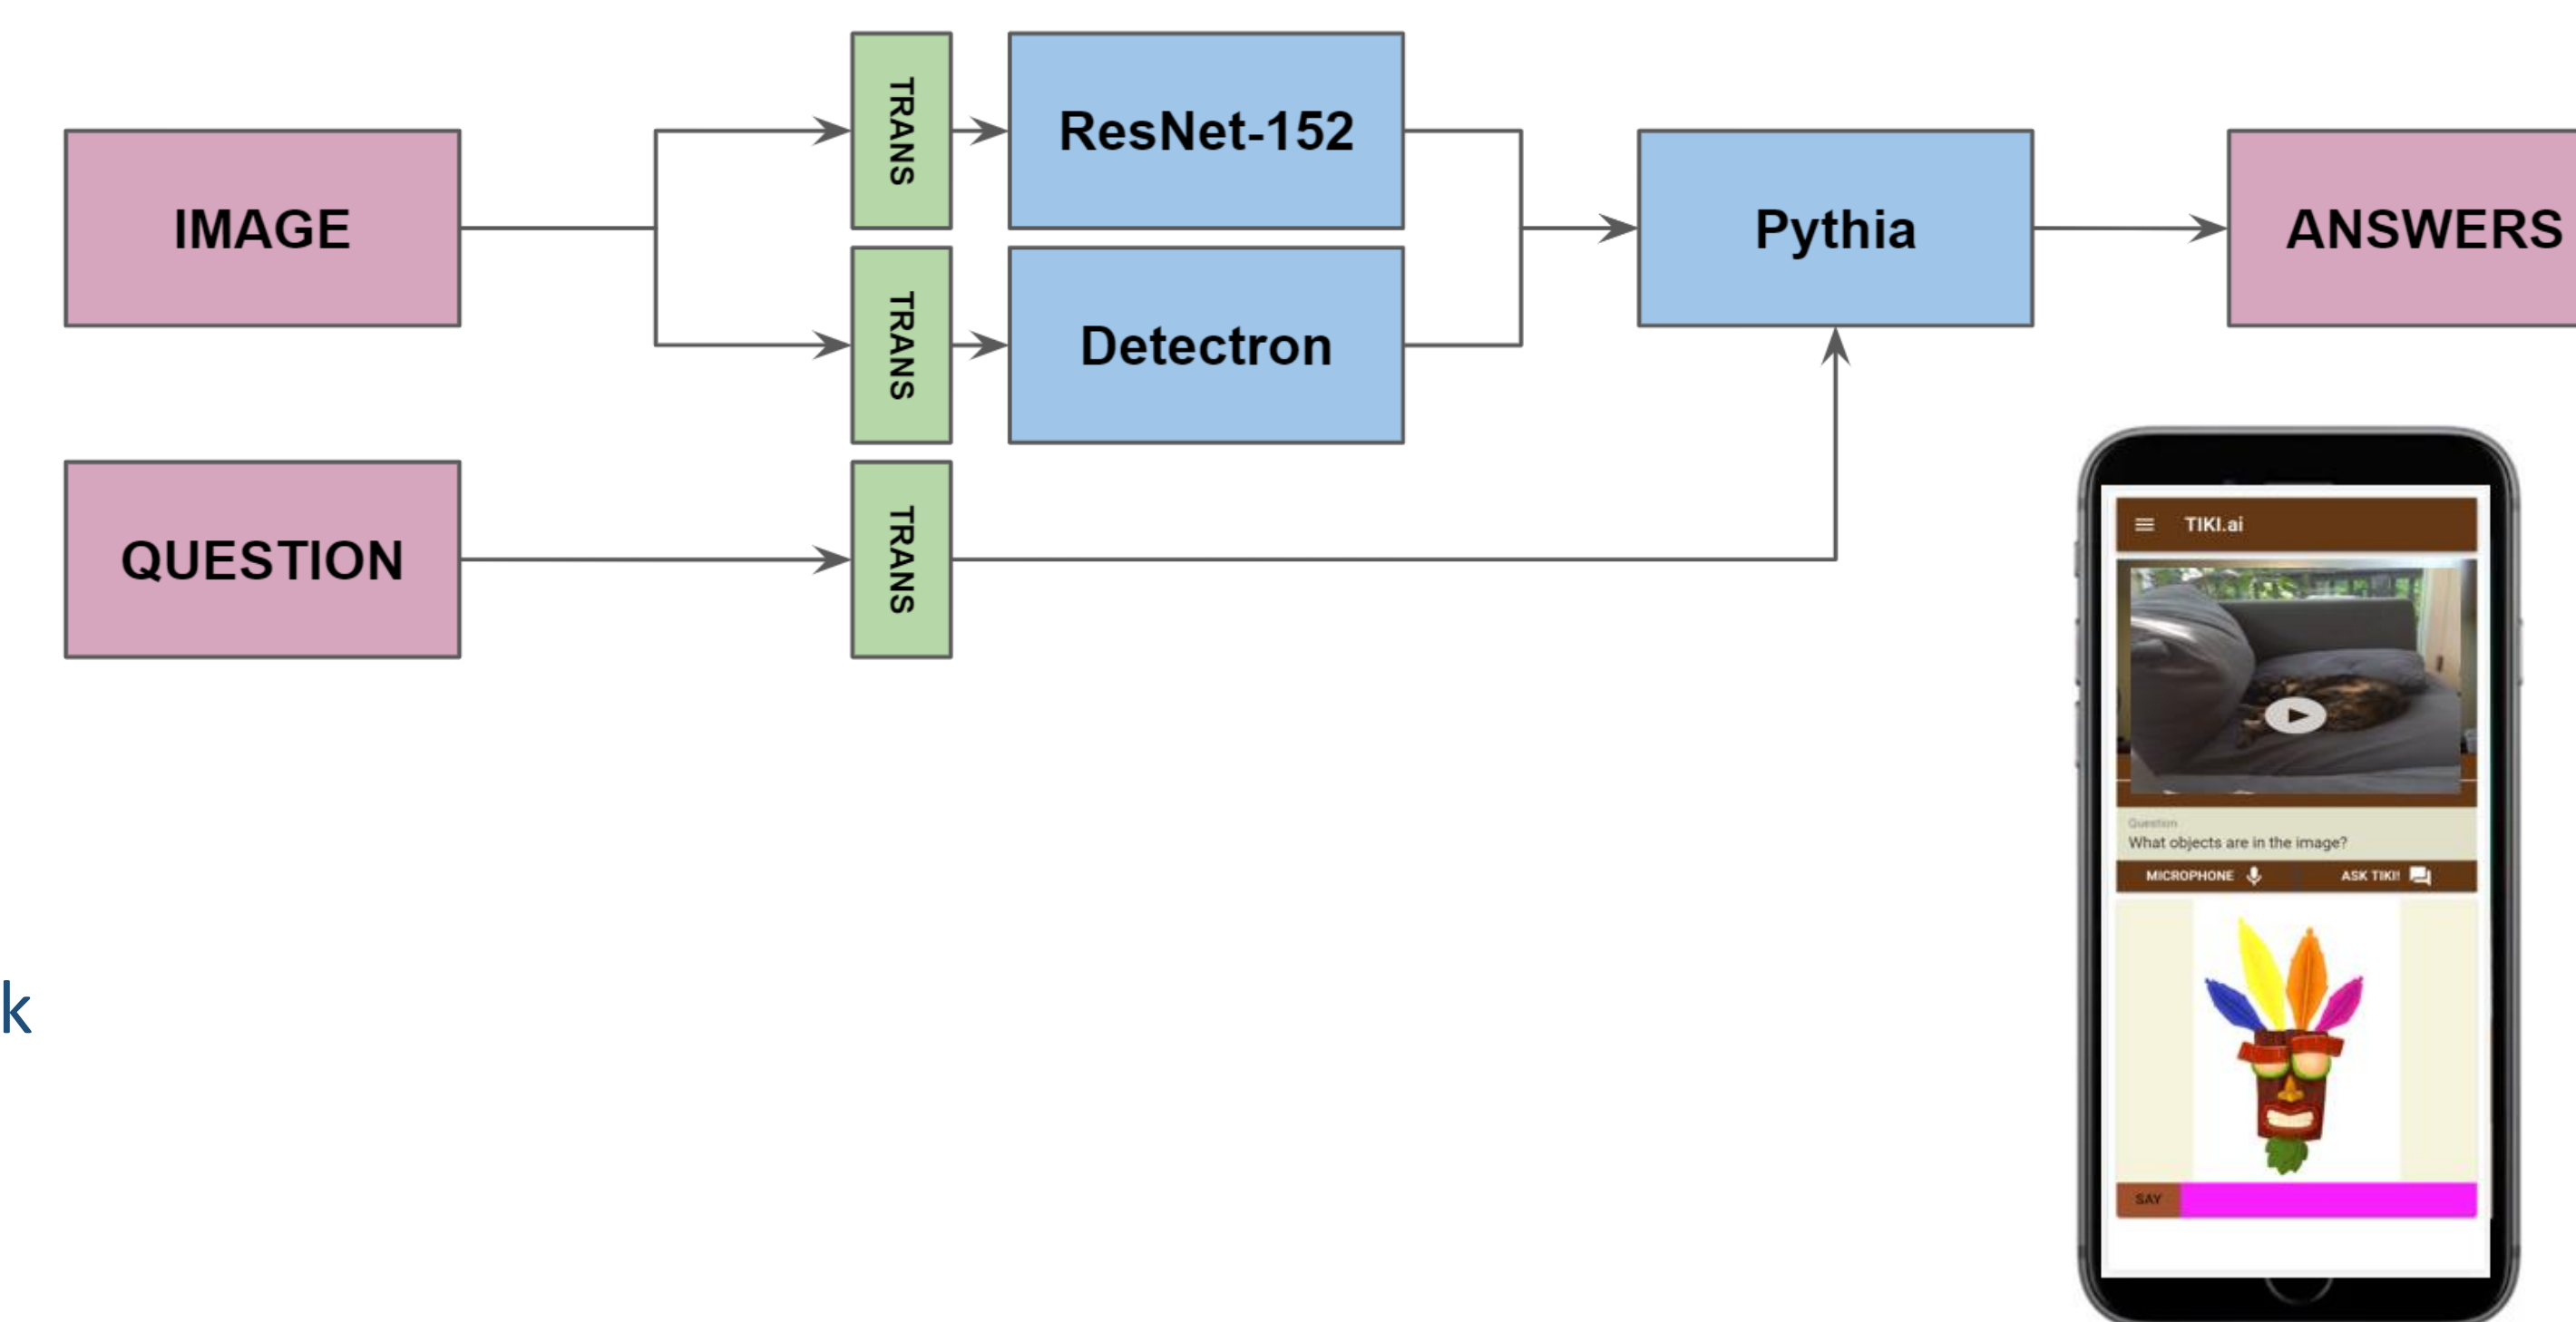 TRANS
ResNet-152
IMAGE
Pythia
ANSWERS
TRANS
Detectron
QUESTION
TRANS
TIKI.ai
Question
What objects are in the image?
MICROPHONE
ASK TIKI!
k
SAY